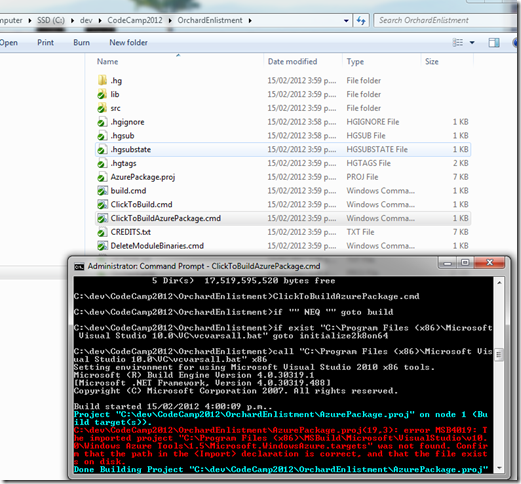 omputer ▸ SSD (C:) ▸ dev ▸ CodeCamp2012 ▸ OrchardEnlistment ▸ Search OrchardEnlistment
Open Print Burn New folder
Name Date modified Type Size
.hg 15/02/2012 3:59 p.... File folder
lib 15/02/2012 3:59 p.... File folder
src 15/02/2012 3:59 p.... File folder
.hgignore 15/02/2012 3:58 p.... HGIGNORE File 1 KB
.hgsub 15/02/2012 3:58 p.... HGSUB File 1 KB
.hgsubstate 15/02/2012 3:59 p.... HGSUBSTATE File 1 KB
.hgtags 15/02/2012 3:59 p.... HGTAGS File 2 KB
AzurePackage.proj 15/02/2012 3:59 p.... PROJ File 7 KB
build.cmd 15/02/2012 3:59 p.... Windows Comma... 1 KB
ClickToBuild.cmd 15/02/2012 3:59 p.... Windows Comma... 1 KB
ClickToBuildAzurePackage.cmd 15/02/2012 3:59 p.... Windows Comma... 1 KB
CREDITS.txt 15/02/2012 3:59 p.... TXT File 7 KB
DeleteModuleBinaries.cmd 15/02/2012 3:59 p.... Windows Comma... 1 KB
Administrator: Command Prompt - ClickToBuildAzurePackage.cmd
5 Dir(s) 17,519,595,520 bytes free
C:\dev\CodeCamp2012\OrchardEnlistment>ClickToBuildAzurePackage.cmd
C:\dev\CodeCamp2012\OrchardEnlistment>if "" NEQ "" goto build
C:\dev\CodeCamp2012\OrchardEnlistment>if exist "C:\Program Files (x86)\Microsoft
Visual Studio 10.0\VC\vcvarsall.bat" goto initialize2k8on64
C:\dev\CodeCamp2012\OrchardEnlistment>call "C:\Program Files (x86)\Microsoft Vis
ual Studio 10.0\VC\vcvarsall.bat" x86
Setting environment for using Microsoft Visual Studio 2010 x86 tools.
Microsoft (R) Build Engine Version 4.0.30319.1
[Microsoft .NET Framework, Version 4.0.30319.488]
Copyright (C) Microsoft Corporation 2007. All rights reserved.
Build started 15/02/2012 4:00:09 p.m..
Project "C:\dev\CodeCamp2012\OrchardEnlistment\AzurePackage.proj" on node 1 (Bu
ild target(s)).
C:\dev\CodeCamp2012\OrchardEnlistment\AzurePackage.proj(19,3): error MSB4019: T
he imported project "C:\Program Files (x86)\MSBuild\Microsoft\VisualStudio\v10.
0\Windows Azure Tools\1.5\Microsoft.WindowsAzure.targets" was not found. Confir
m that the path in the <Import> declaration is correct, and that the file exist
s on disk.
Done Building Project "C:\dev\CodeCamp2012\OrchardEnlistment\AzurePackage.proj"